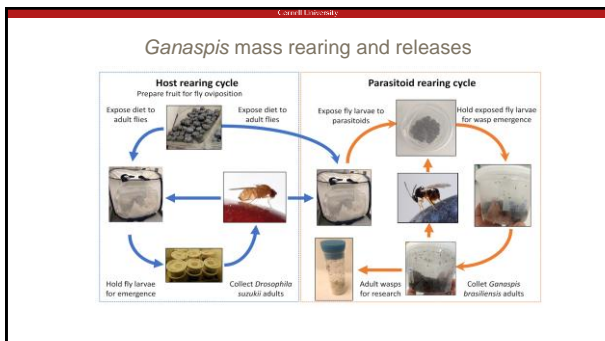 Cornell University
Ganaspis mass rearing and releases
Host rearing cycle
Prepare fruit for fly oviposition
Expose diet to
adult flies
Expose diet to
adult flies
Hold fly larvae
for emergence
Collect Drosophila
suzukii adults
Parasitoid rearing cycle
Expose fly larvae to
parasitoids
Hold exposed fly larvae
for wasp emergence
Adult wasps
for research
Collet Ganaspis
brasiliensis adults